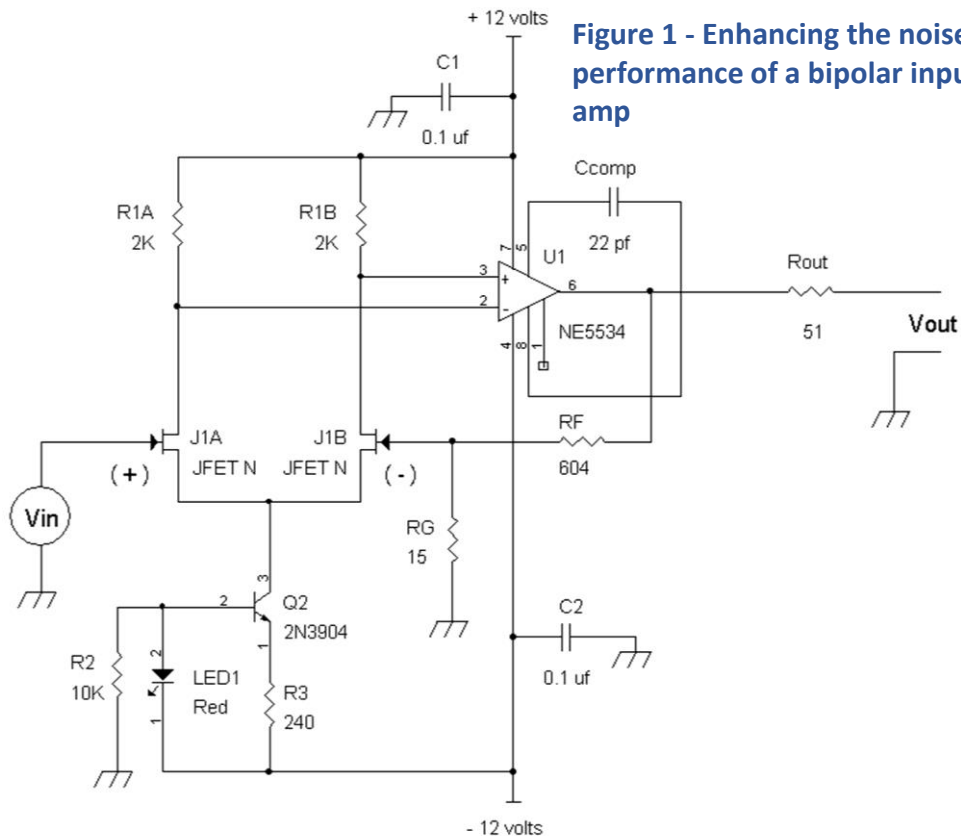 + 12 volts
Figure 1 - Enhancing the noise
performance of a bipolar inpu
amp
C1
0.1 uf
Ccomp
22 pf
R1A
2K
R1B
2K
7
5
U1
3
+
2
-
6
NE5534
4
8
1
Rout
51
Vout
J1A
JFET N
(+)
J1B
JFET N
(-)
RF
604
Vin
RG
15
3
2
Q2
2N3904
1
R2
10K
2
LED1
Red
1
R3
240
C2
0.1 uf
- 12 volts